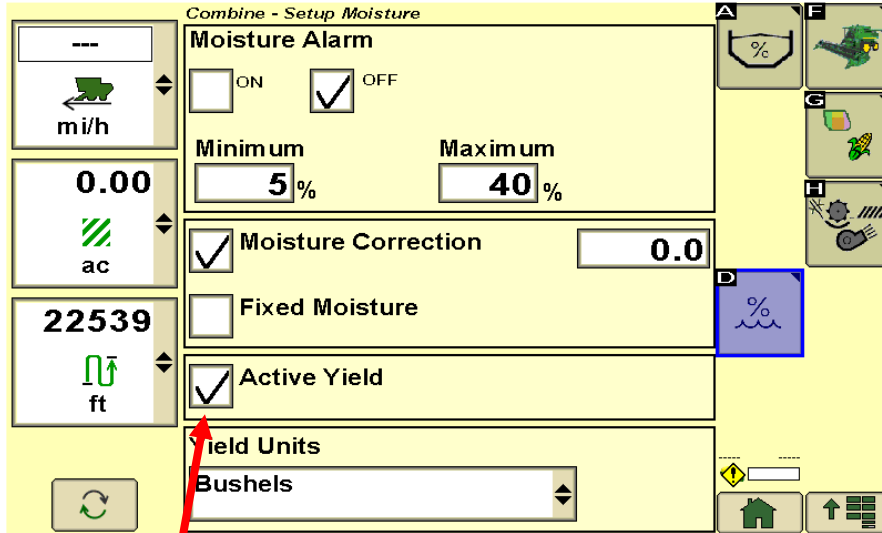 Combine - Setup Moisture
---
mi/h
0.00
ac
22539
ft
Moisture Alarm
ON
OFF
Minimum
Maximum
5 %
40 %
Moisture Correction
0.0
Fixed Moisture
Active Yield
Yield Units
Bushels
A
%
F
G
H
D
%
----- -----